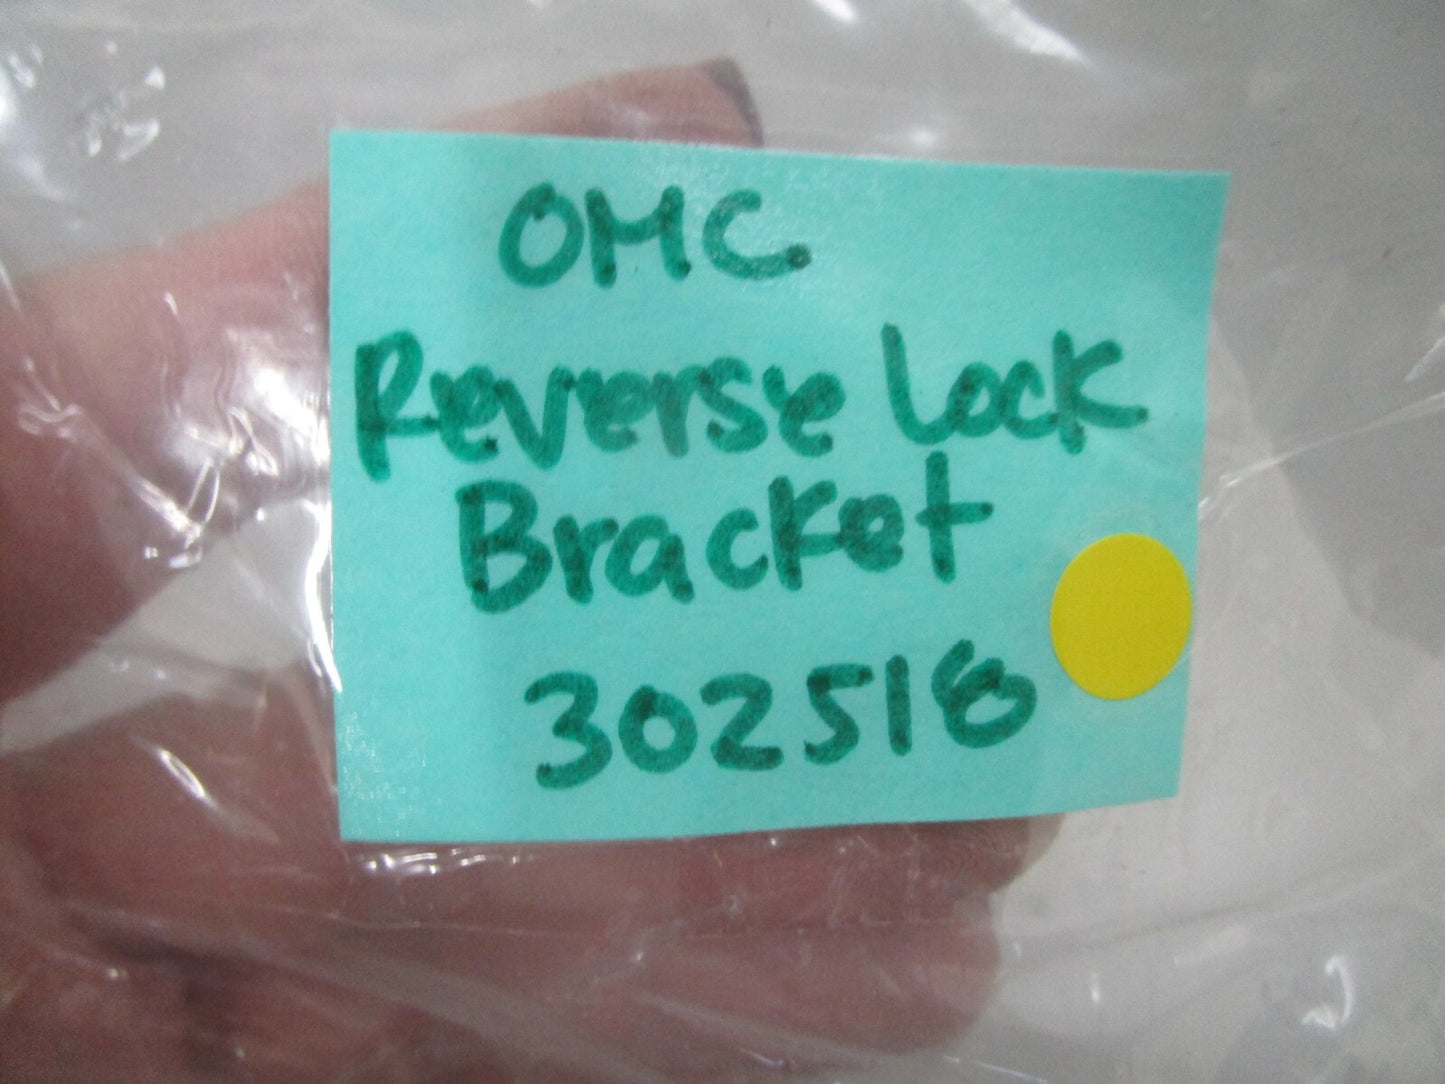 OMC
Reverse Lock
Bracket
302518